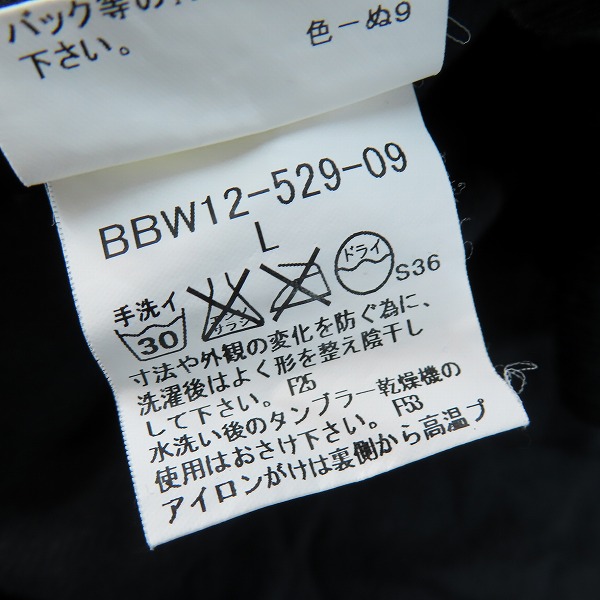 バック等の
下さい。
色－ぬ9
BBW12-529-09
L
手洗イ
30
サラシ
ドライ
S36
寸法や外観の変化を防ぐ為に、
洗濯後はよく形を整え陰干し
して下さい。F25
水洗い後のタンブラー乾燥機の
使用はおさけ下さい。F53
アイロンがけは裏側から高温プ